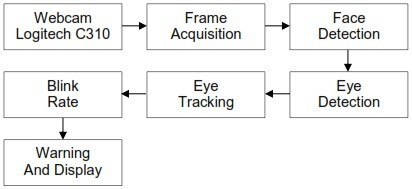 Webcam
Logitech C310
Frame
Acquisition
Face
Detection
Eye
Detection
Eye
Tracking
Blink
Rate
Warning
And Display